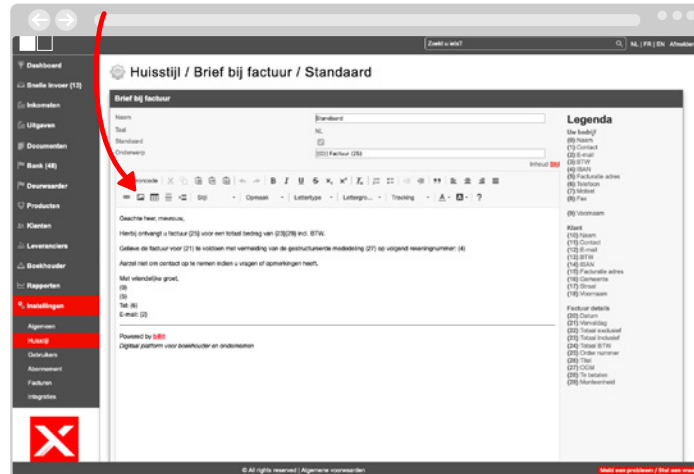 Zoekt u iets?
NL | FR | EN Afmelden
Dashboard
Snelle invoer (13)
Inkomsten
Uitgaven
Documenten
Bank (48)
Deurwaarder
Producten
Klanten
Leveranciers
Boekhouder
Rapporten
Instellingen
Algemeen
Huisstijl
Gebruikers
Abonnement
Facturen
Integraties
Huisstijl / Brief bij factuur / Standaard
Brief bij factuur
Naam
Standaard
Taal
NL
Standaard
Onderwerp
Factuur (25)
Inhoud
B I U S
Stijl
Opmaak
Lettertype
Lettergro...
Tracking
A
?
Geachte heer, mevrouw,
Hierbij ontvangt u factuur (25) voor een totaal bedrag van (23)(29) incl. BTW.
Gelieve de factuur voor (21) te voldoen met vermelding van de gestructureerde mededeling (27) op volgend rekeningnummer: (4)
Aarzel niet om contact op te nemen indien u vragen of opmerkingen heeft.
Met vriendelijke groet,
Tel: (6)
E-mail: (2)
Powered by
Digitaal platform voor boekhouder en ondernemer
Legenda
Uw bedrijf
(0) Naam
(1) Contact
(2) E-mail
(3) BTW
(4) IBAN
(5) Facturatie adres
(6) Telefoon
(7) Mobiel
(8) Fax
(9) Voornaam
Klant
(10) Naam
(11) Contact
(12) E-mail
(13) BTW
(14) IBAN
(15) Facturatie adres
(16) Gemeente
(17) Straat
(18) Voornaam
Factuur details
(20) Datum
(21) Vervaldag
(22) Totaal exclusief
(23) Totaal inclusief
(24) Totaal BTW
(25) Order nummer
(26) Titel
(27) OGM
(28) Te betalen
(29) Munteenheid
© All rights reserved | Algemene voorwaarden
Meld een probleem / Stel een